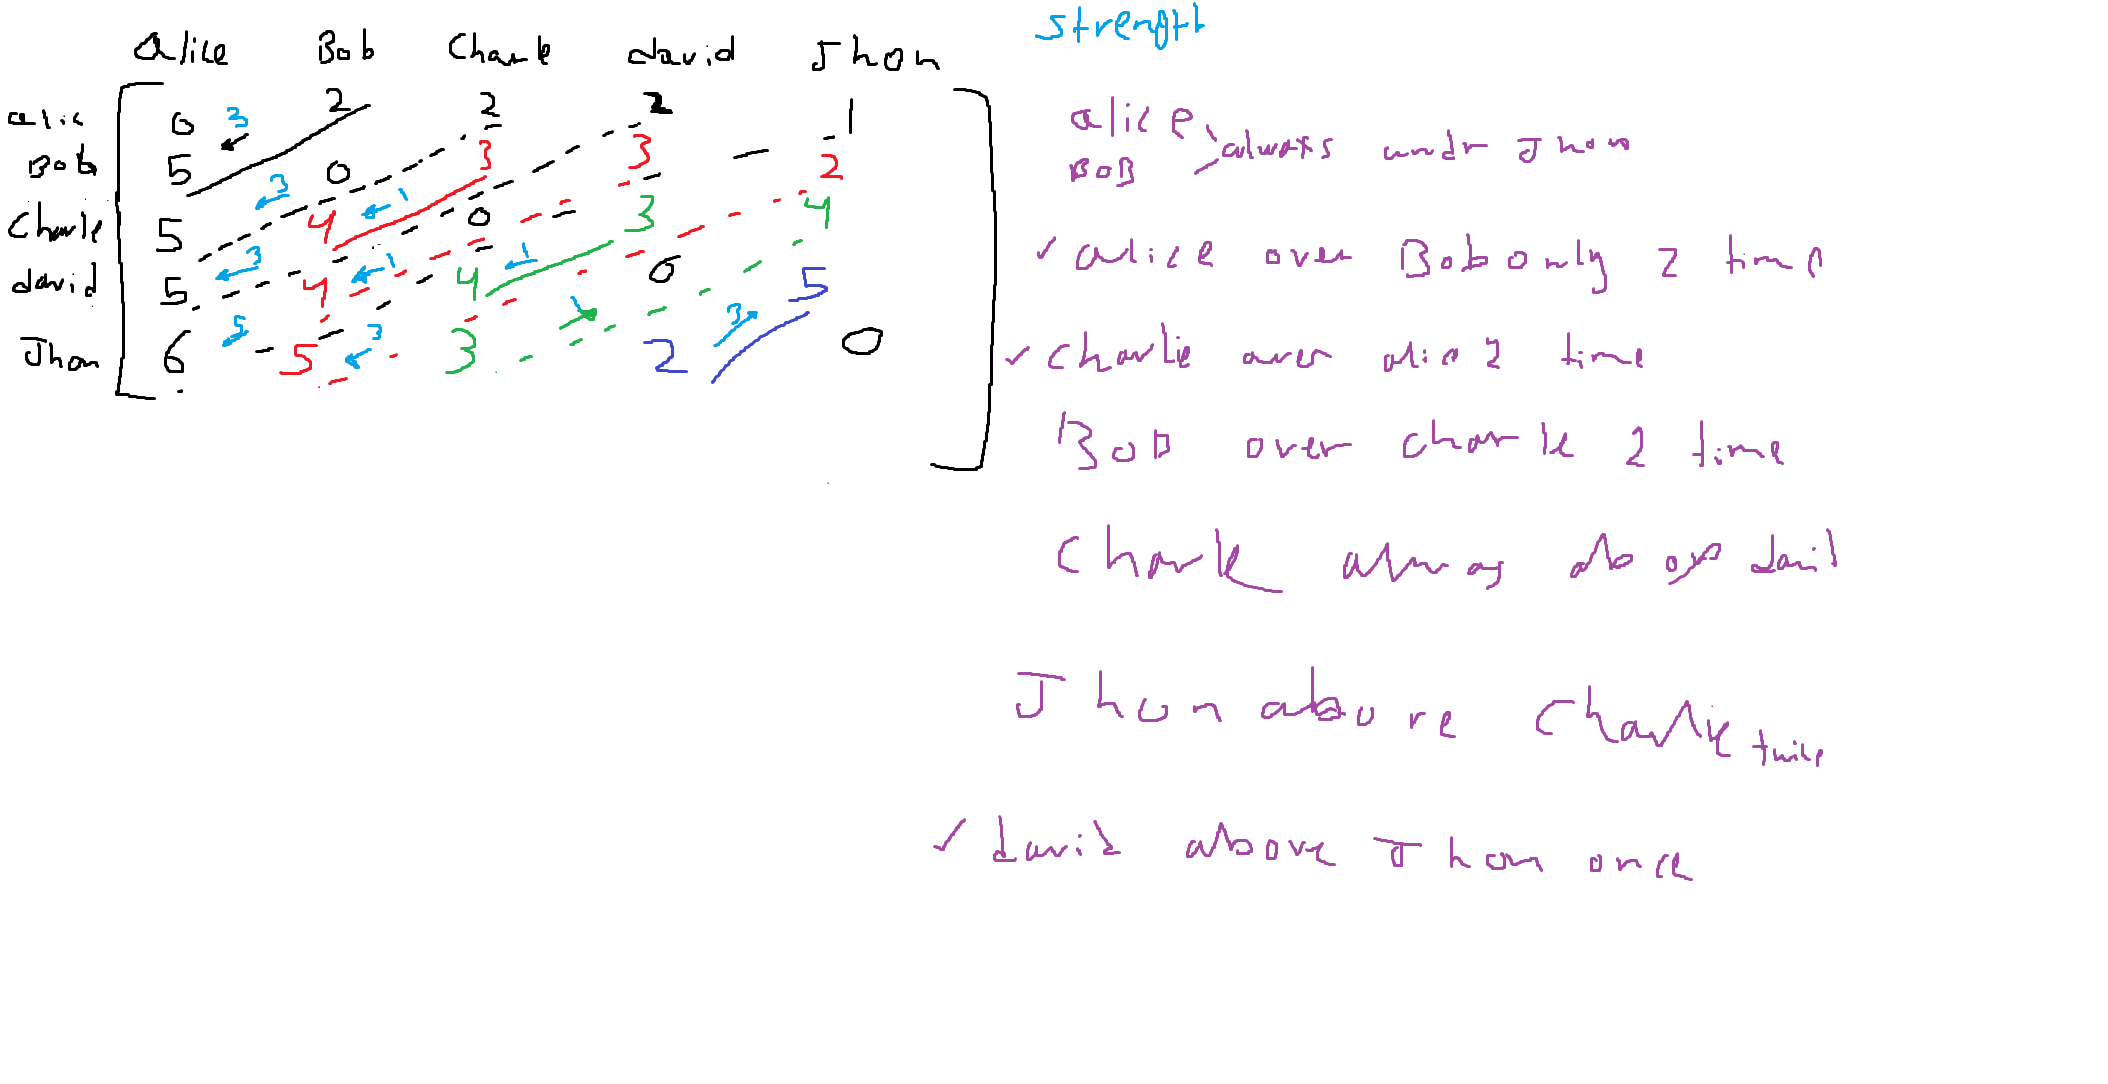 Alice Bob Charle david Jhon
alic 0 3 2 2 2 1
Bob 5 0 3 3 3 2
Charle 5 4 1 0 3 4
david 3 5 1 4 1 4 0 5
Jhon 5 6 5 3 3 1 2 3 0
strenght
alice
BOB always undr Jhon
✓ alice over Bob only 2 time
✓ Charlie over alic 2 time
BOB over charle 2 time
Charle above david
Jhon above Charlie twice
✓ david above Jhon once